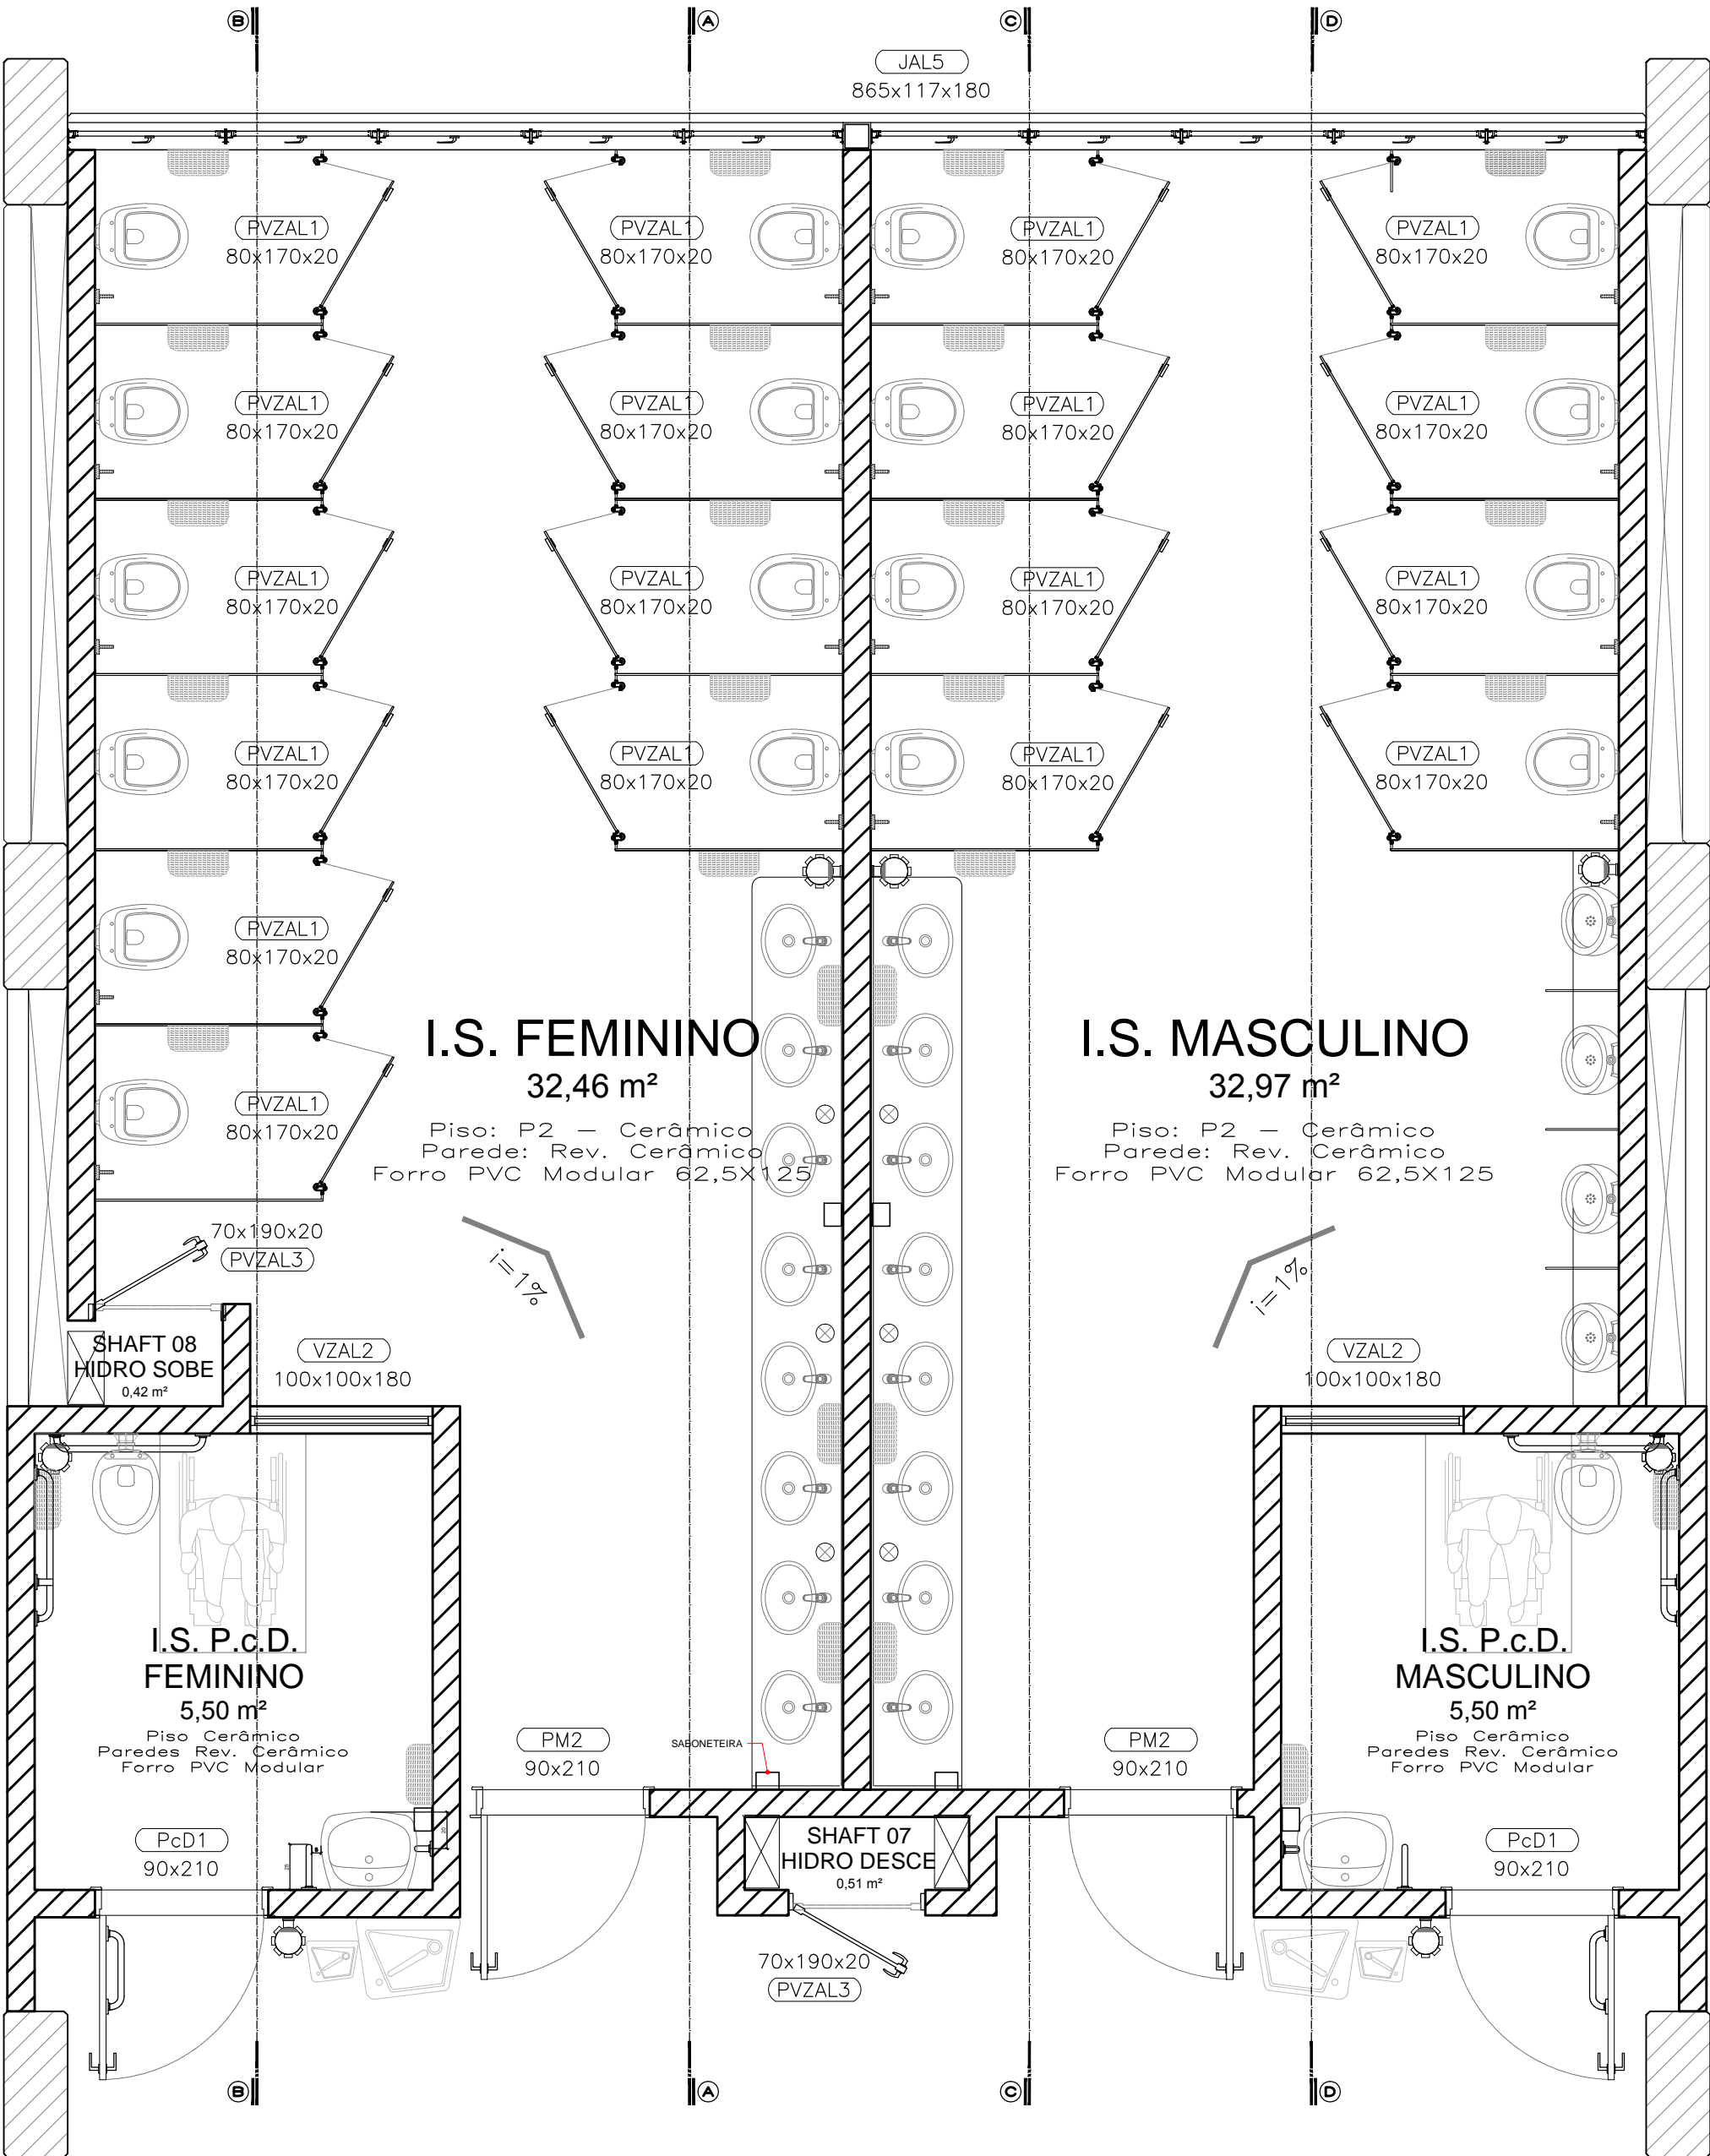 B
A
C
D
JAL5
865x117x180
PVZAL1
80x170x20
PVZAL1
80x170x20
PVZAL1
80x170x20
PVZAL1
80x170x20
PVZAL1
80x170x20
PVZAL1
80x170x20
PVZAL1
80x170x20
PVZAL1
80x170x20
PVZAL1
80x170x20
PVZAL1
80x170x20
PVZAL1
80x170x20
PVZAL1
80x170x20
PVZAL1
80x170x20
PVZAL1
80x170x20
PVZAL1
80x170x20
PVZAL1
80x170x20
PVZAL1
80x170x20
PVZAL1
80x170x20
I.S. FEMININO
32,46 m²
Piso: P2 – Cerâmico
Parede: Rev. Cerâmico
Forro PVC Modular 62,5X125
I.S. MASCULINO
32,97 m²
Piso: P2 – Cerâmico
Parede: Rev. Cerâmico
Forro PVC Modular 62,5X125
70x190x20
PVZAL3
i=1%
i=1%
SHAFT 08
HIDRO SOBE
0,42 m²
VZAL2
100x100x180
VZAL2
100x100x180
I.S. P.c.D.
FEMININO
5,50 m²
Piso Cerâmico
Paredes Rev. Cerâmico
Forro PVC Modular
I.S. P.c.D.
MASCULINO
5,50 m²
Piso Cerâmico
Paredes Rev. Cerâmico
Forro PVC Modular
PM2
90x210
SABONETEIRA
PM2
90x210
PcD1
90x210
SHAFT 07
HIDRO DESCE
0,51 m²
PcD1
90x210
70x190x20
PVZAL3
B
A
C
D